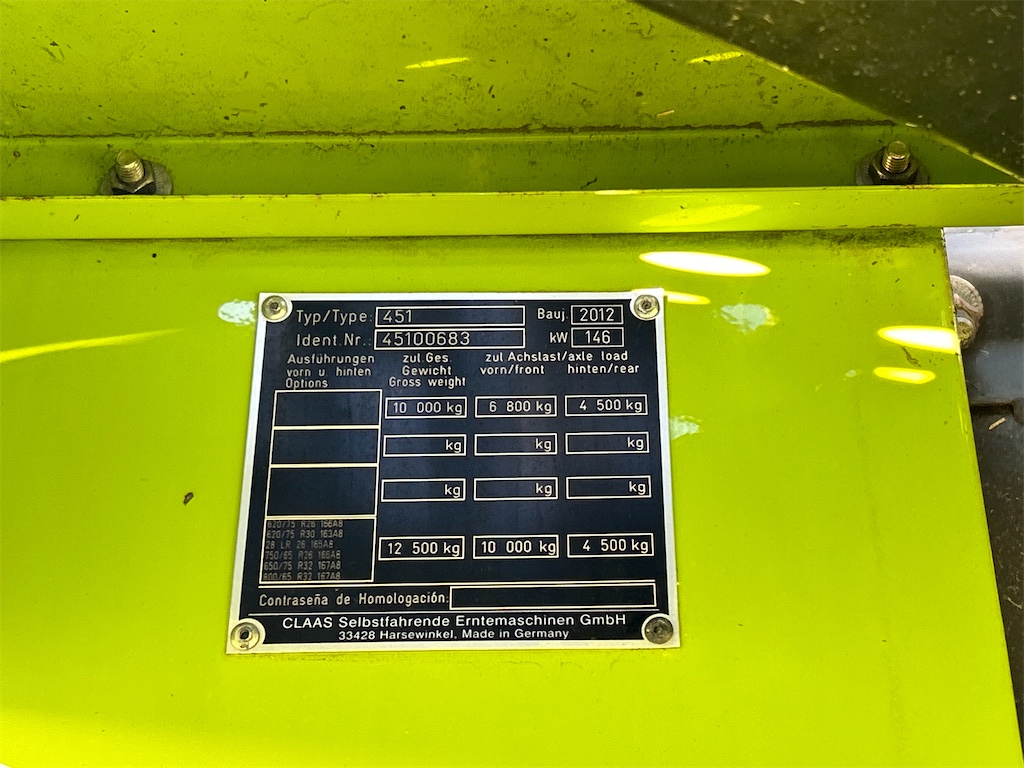 Typ/Type: 451 Bauj. 2012
Ident.Nr.: 45100683 kW 146
Ausführungen zul. Ges. zul Achslast/axle load
vorn u. hinten Gewicht vorn/front hinten/rear
Options Gross weight
10 000 kg 6 800 kg 4 500 kg
kg kg kg
kg kg kg
620/75 R26 166A8
620/75 R30 163A8
28 LR 26 165A8
750/65 R26 166A8
650/75 R32 167A8
800/65 R32 167A8
12 500 kg 10 000 kg 4 500 kg
Contraseña de Homologación:
CLAAS Selbstfahrende Erntemaschinen GmbH
33428 Harsewinkel, Made in Germany